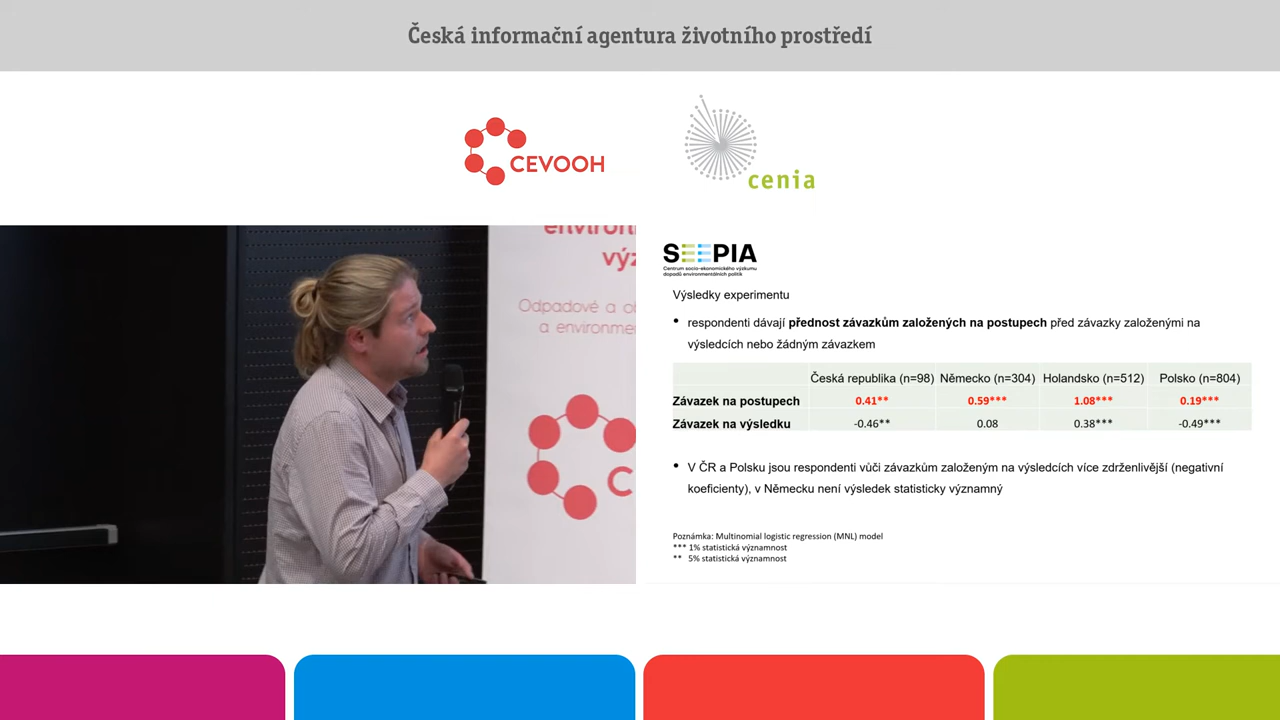 Česká informační agentura životního prostředí
CEVOOH
cenia
výz
Odpadové a o
a environme
C
SEEPIA
Centrum socio-ekonomického výzkumu
dopadů environmentálních politik
Výsledky experimentu
• respondenti dávají přednost závazkům založených na postupech před závazky založenými na
výsledcích nebo žádným závazkem
Česká republika (n=98) Německo (n=304) Holandsko (n=512) Polsko (n=804)
Závazek na postupech 0.41** 0.59*** 1.08*** 0.19***
Závazek na výsledku -0.46** 0.08 0.38*** -0.49***
• V ČR a Polsku jsou respondenti vůči závazkům založeným na výsledcích více zdrženlivější (negativní
koeficienty), v Německu není výsledek statisticky významný
Poznámka: Multinomial logistic regression (MNL) model
*** 1% statistická významnost
** 5% statistická významnost